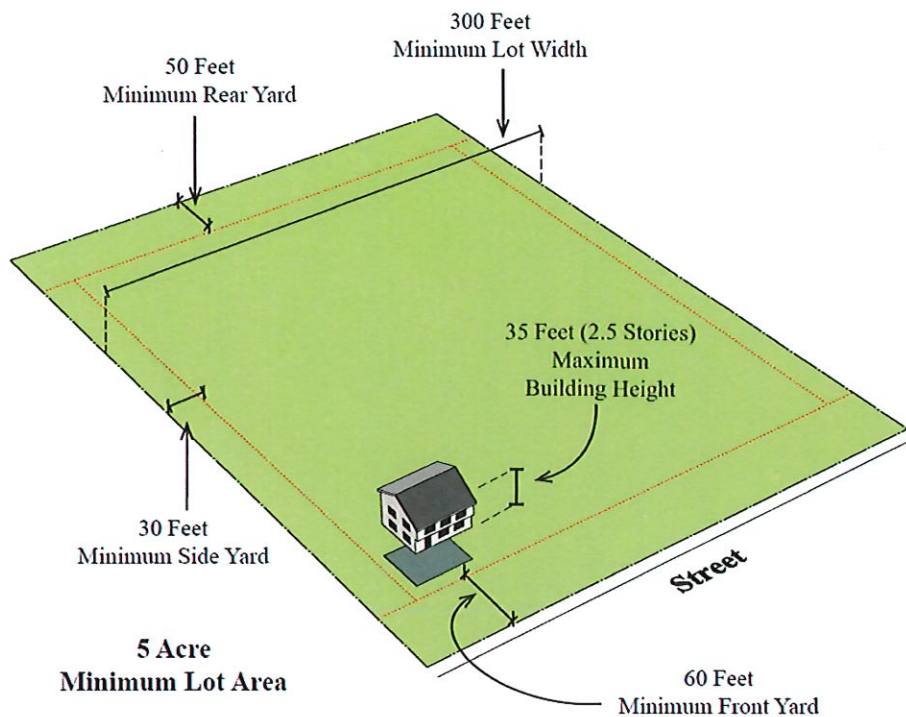 300 Feet
Minimum Lot Width
50 Feet
Minimum Rear Yard
35 Feet (2.5 Stories)
Maximum
Building Height
30 Feet
Minimum Side Yard
Street
5 Acre
Minimum Lot Area
60 Feet
Minimum Front Yard